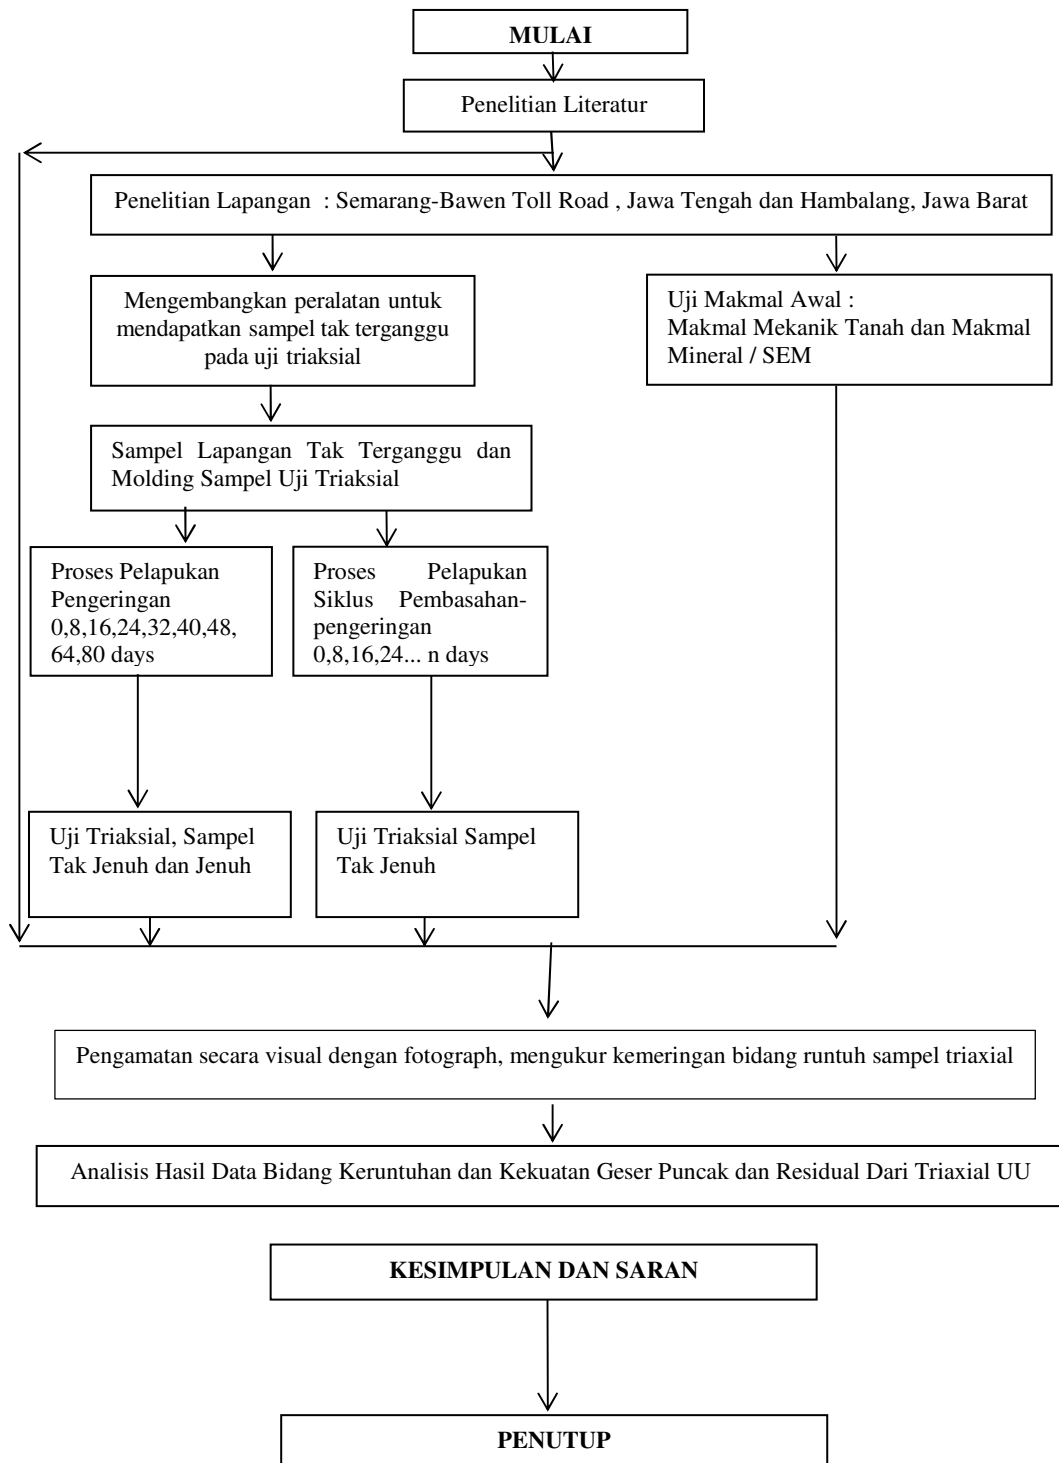 MULAI
Penelitian Literatur
Penelitian Lapangan : Semarang-Bawen Toll Road , Jawa Tengah dan Hambalang, Jawa Barat
Mengembangkan peralatan untuk
mendapatkan sampel tak terganggu
pada uji triaksial
Uji Makmal Awal :
Makmal Mekanik Tanah dan Makmal
Mineral / SEM
Sampel Lapangan Tak Terganggu dan
Molding Sampel Uji Triaksial
Proses Pelapukan
Pengeringan
0,8,16,24,32,40,48,
64,80 days
Proses Pelapukan
Siklus Pembasahan-
pengeringan
0,8,16,24... n days
Uji Triaksial, Sampel
Tak Jenuh dan Jenuh
Uji Triaksial Sampel
Tak Jenuh
Pengamatan secara visual dengan fotograph, mengukur kemeringan bidang runtuh sampel triaxial
Analisis Hasil Data Bidang Keruntuhan dan Kekuatan Geser Puncak dan Residual Dari Triaxial UU
KESIMPULAN DAN SARAN
PENUTUP